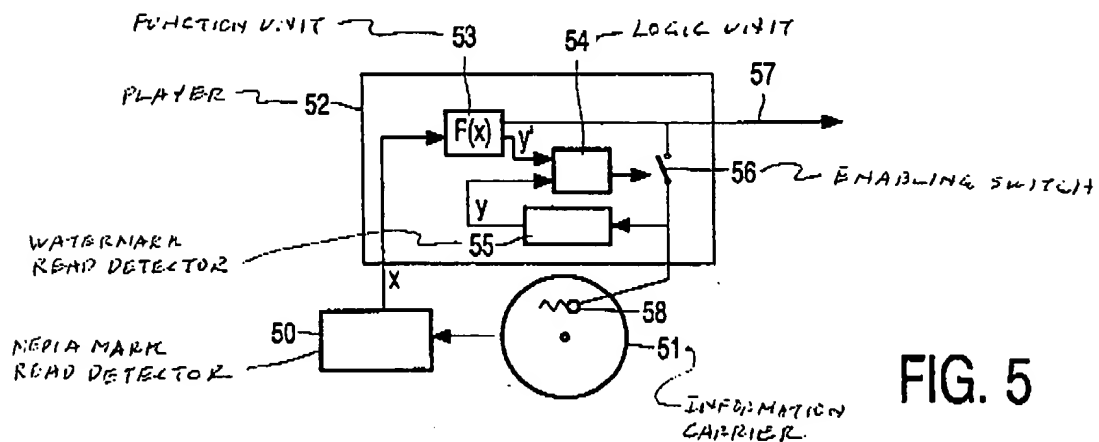 FUNCTION UNIT 53 54 LOGIC UNIT
57
PLAYER 52
F(x) y'
56 ENABLING SWITCH
y
WATERMARK
READ DETECTOR 55
x
58
50
MEDIA MARK
READ DETECTOR
51
INFORMATION
CARRIER
FIG. 5